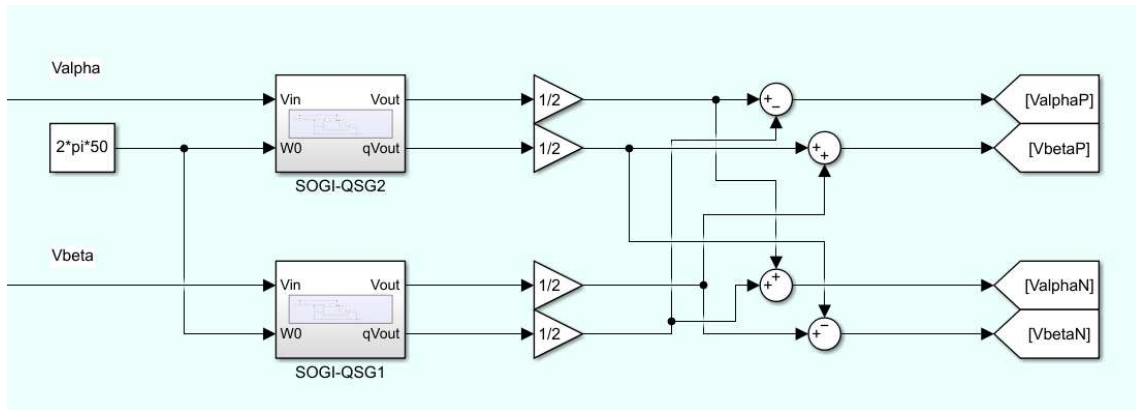 Valpha
Vin
Vout
1/2
+
−
[ValphaP]
2*pi*50
W0
qVout
1/2
+
+
[VbetaP]
SOGI-QSG2
Vbeta
Vin
Vout
1/2
+
+
[ValphaN]
W0
qVout
1/2
−
+
[VbetaN]
SOGI-QSG1